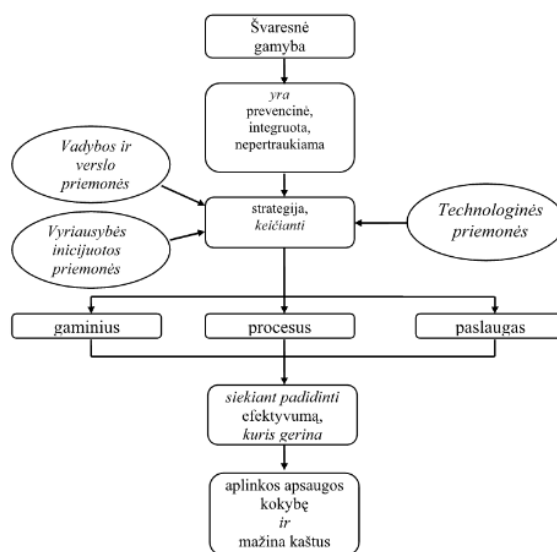 Švaresnė
gamyba
yra
prevencinė,
integruota,
nepertraukiama
Vadybos ir
verslo
priemonės
strategija,
keičianti
Technologinės
priemonės
Vyriausybės
inicijuotos
priemonės
gaminius
procesus
paslaugas
siekiant padidinti
efektyvumą,
kuris gerina
aplinkos apsaugos
kokybę
ir
mažina kaštus